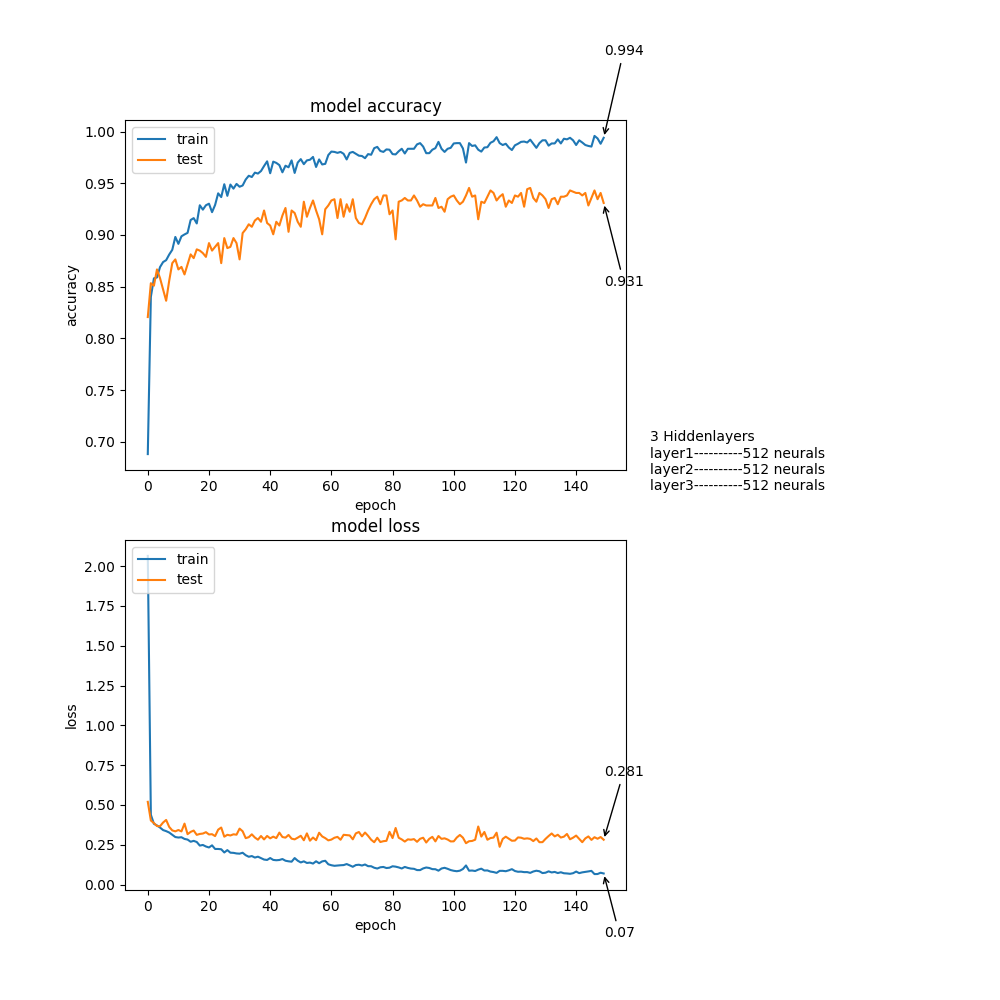 0.994
model accuracy
1.00
0.95
0.90
0.85
0.80
0.75
0.70
accuracy
train
test
0.931
0 20 40 60 80 100 120 140
epoch
3 Hiddenlayers
layer1----------512 neurals
layer2----------512 neurals
layer3----------512 neurals
model loss
2.00
1.75
1.50
1.25
1.00
0.75
0.50
0.25
0.00
loss
train
test
0.281
0 20 40 60 80 100 120 140
epoch
0.07